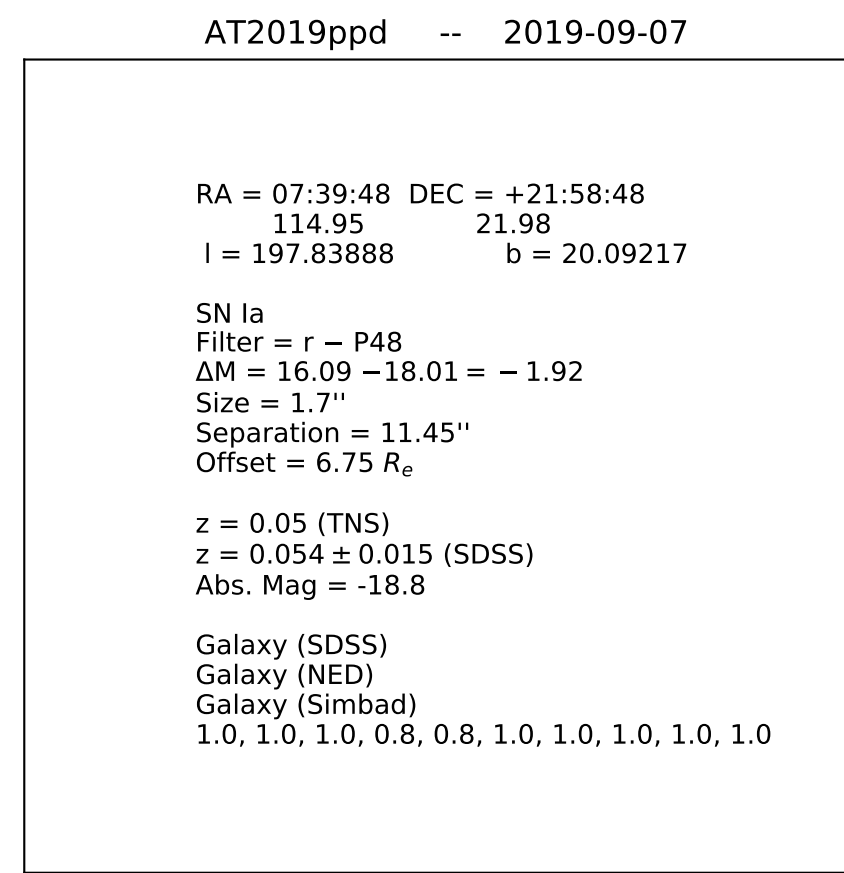 AT2019ppd -- 2019-09-07
RA = 07:39:48 DEC = +21:58:48
114.95 21.98
l = 197.83888 b = 20.09217
SN Ia
Filter = r − P48
ΔM = 16.09 −18.01 = − 1.92
Size = 1.7''
Separation = 11.45''
Offset = 6.75 Rₑ
z = 0.05 (TNS)
z = 0.054 ± 0.015 (SDSS)
Abs. Mag = -18.8
Galaxy (SDSS)
Galaxy (NED)
Galaxy (Simbad)
1.0, 1.0, 1.0, 0.8, 0.8, 1.0, 1.0, 1.0, 1.0, 1.0